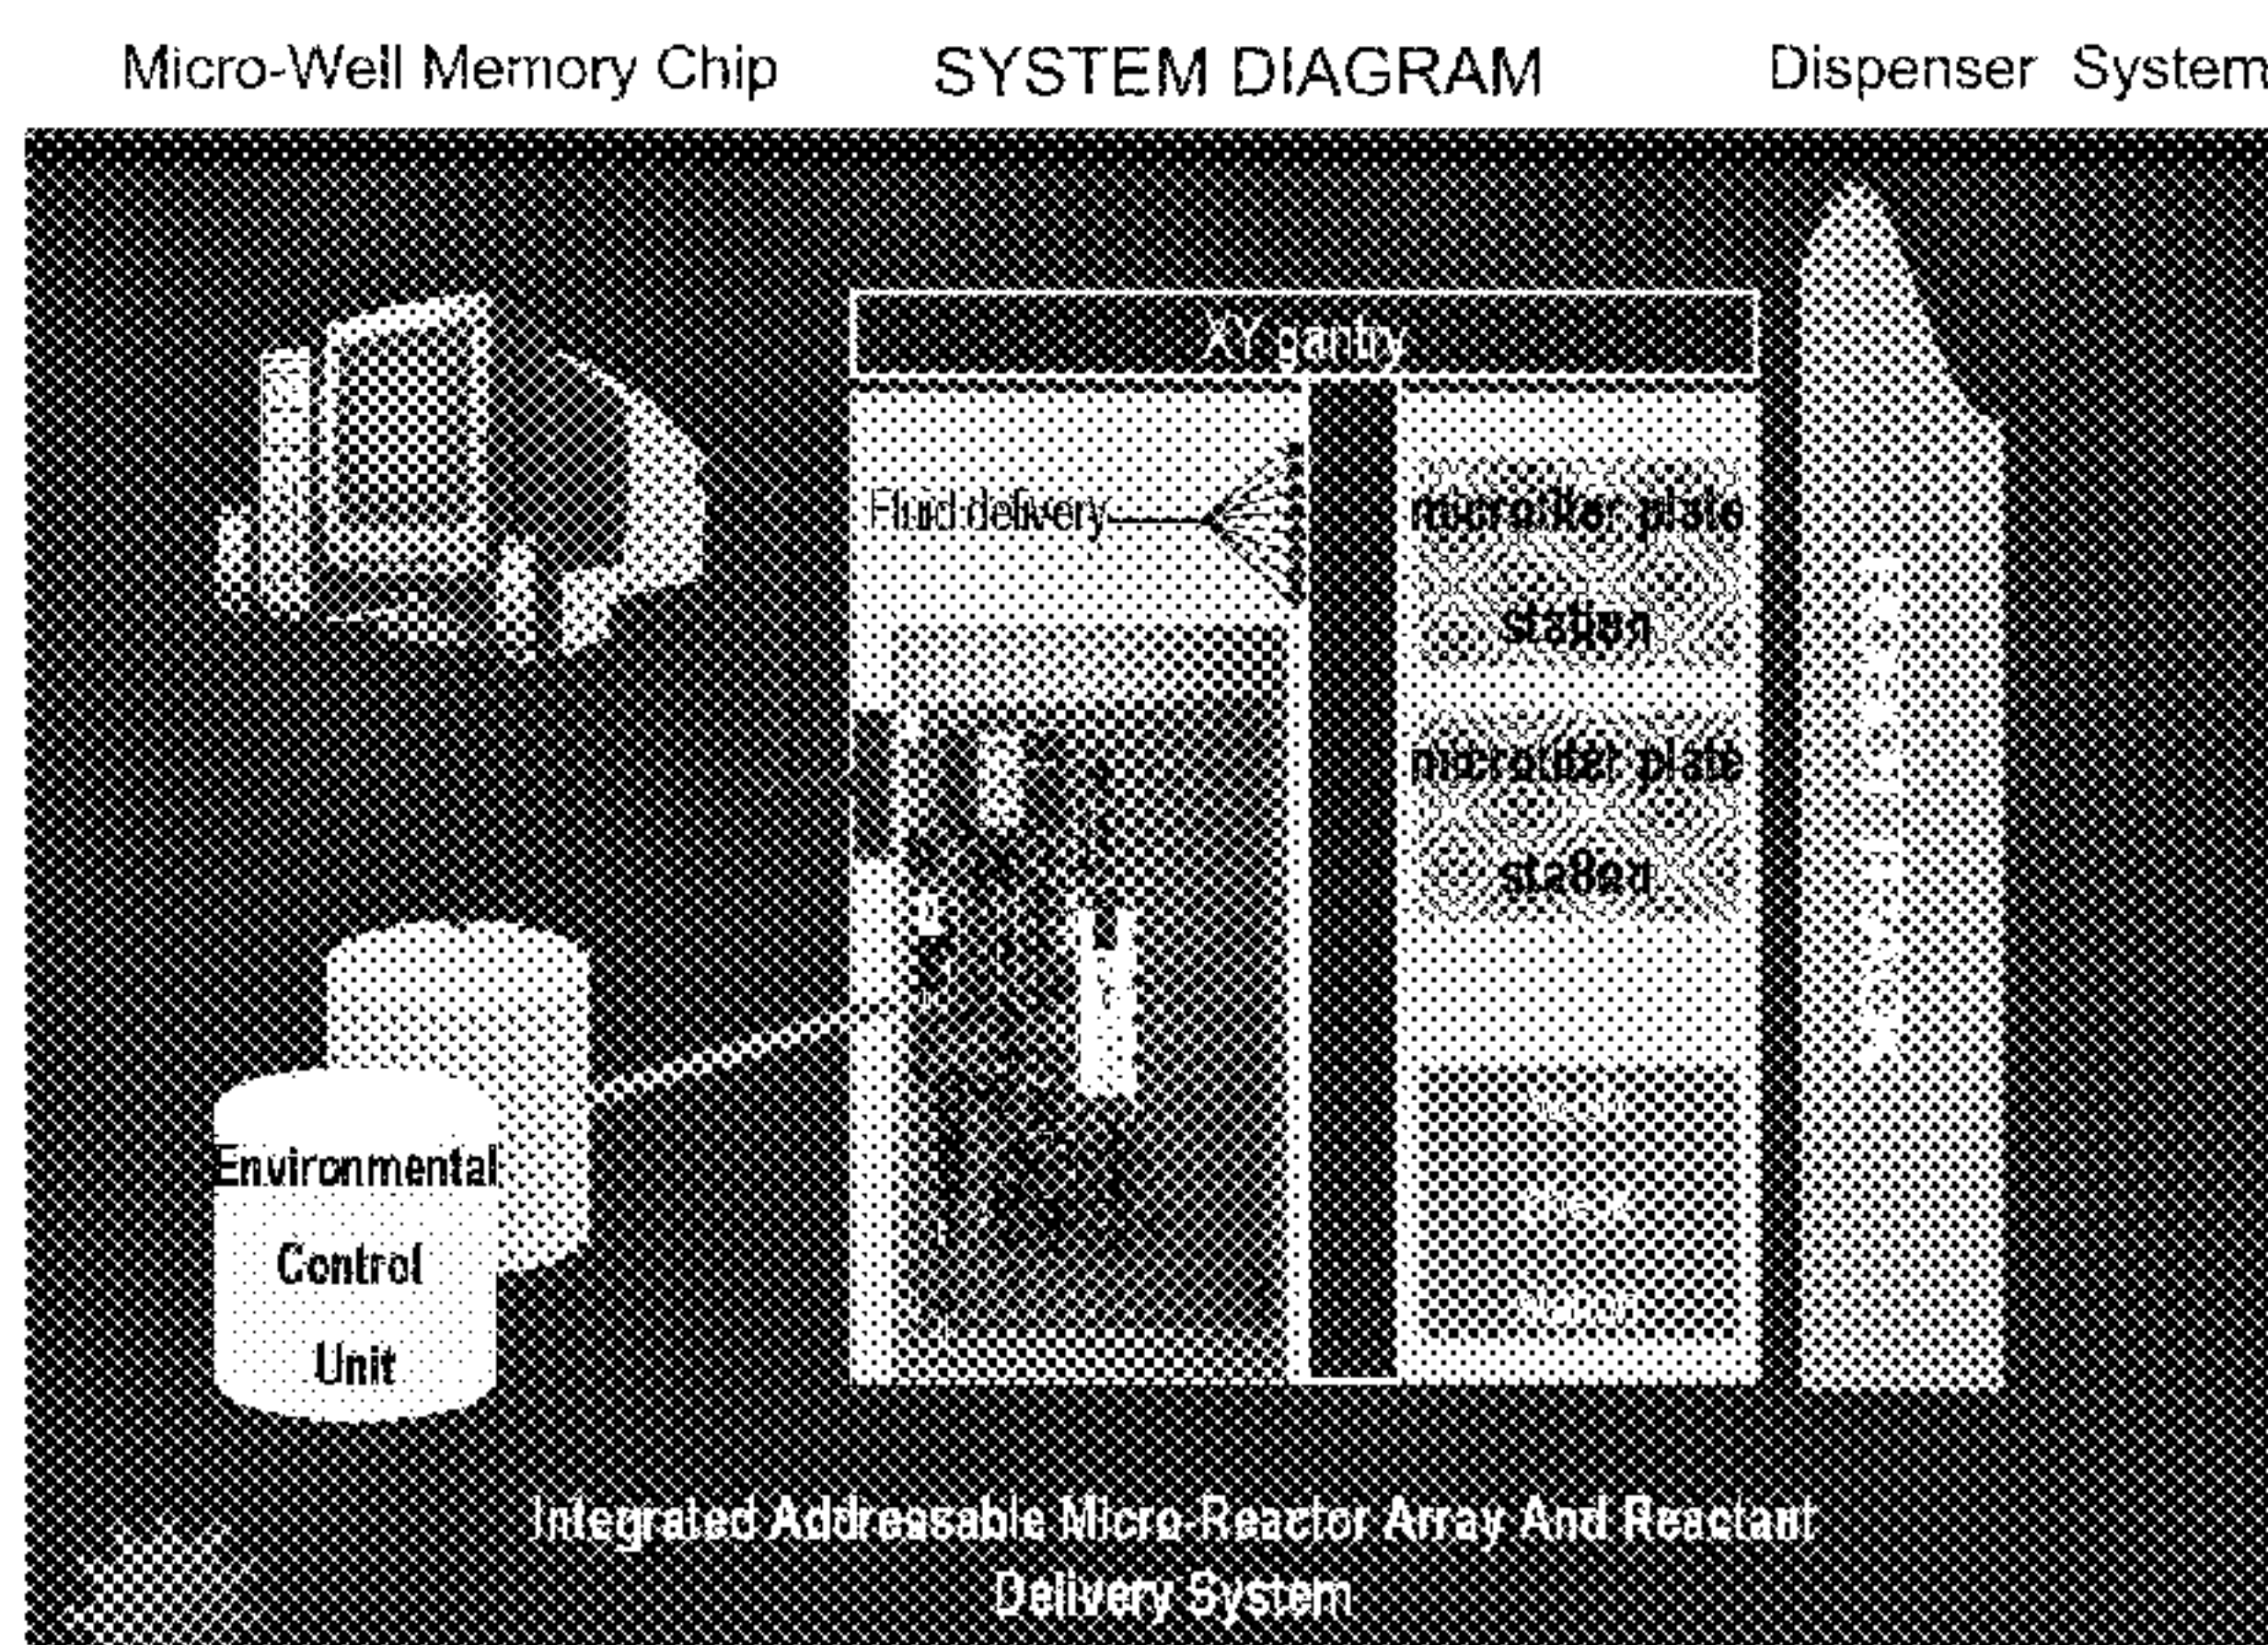 Micro-Well Memory Chip
SYSTEM DIAGRAM
Dispenser System
XY gantry
Fluid delivery
microtiter plate
station
microtiter plate
station
Environmental
Control
Unit
Integrated Addressable Micro-Reactor Array And Reactant
Delivery System